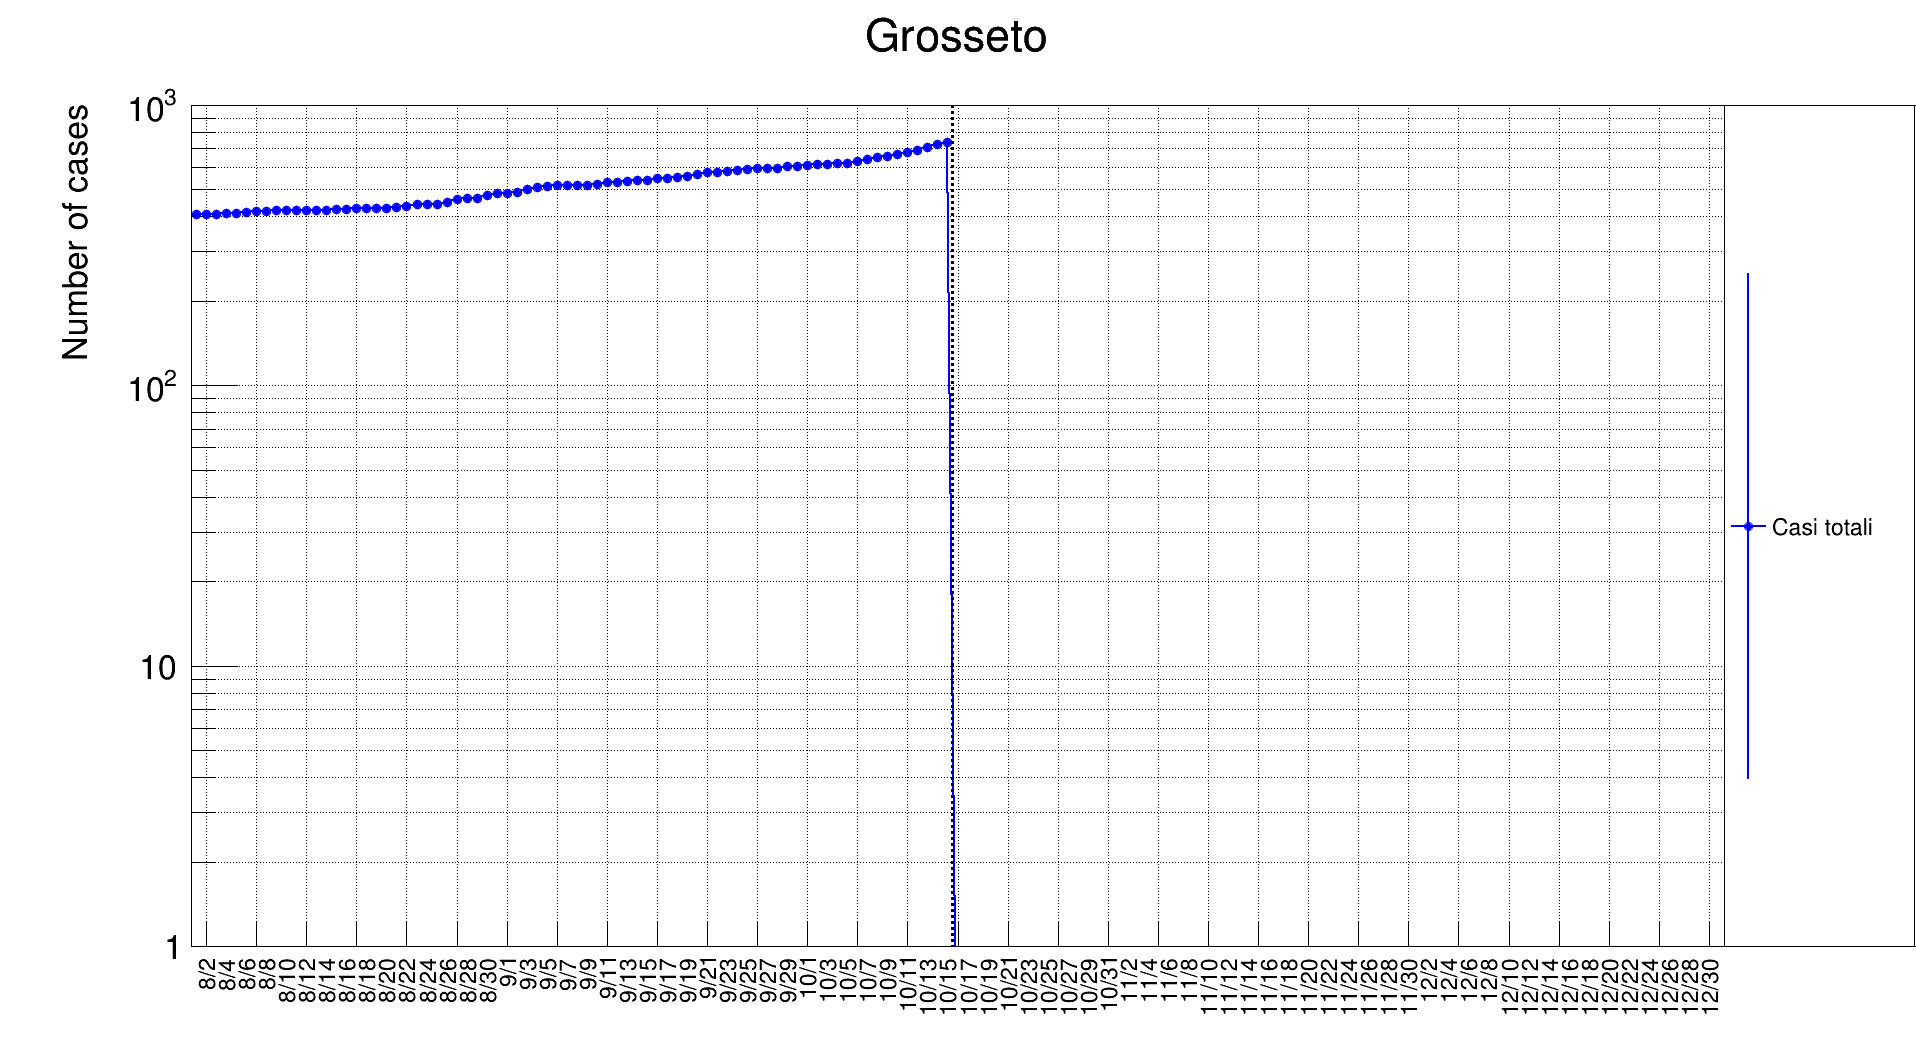 Grosseto
Number of cases
10³
10²
10
1
8/2 8/4 8/6 8/8 8/10 8/12 8/14 8/16 8/18 8/20 8/22 8/24 8/26 8/28 8/30 9/1 9/3 9/5 9/7 9/9 9/11 9/13 9/15 9/17 9/19 9/21 9/23 9/25 9/27 9/29 10/1 10/3 10/5 10/7 10/9 10/11 10/13 10/15 10/17 10/19 10/21 10/23 10/25 10/27 10/29 10/31 11/2 11/4 11/6 11/8 11/10 11/12 11/14 11/16 11/18 11/20 11/22 11/24 11/26 11/28 11/30 12/2 12/4 12/6 12/8 12/10 12/12 12/14 12/16 12/18 12/20 12/22 12/24 12/26 12/28 12/30
Casi totali